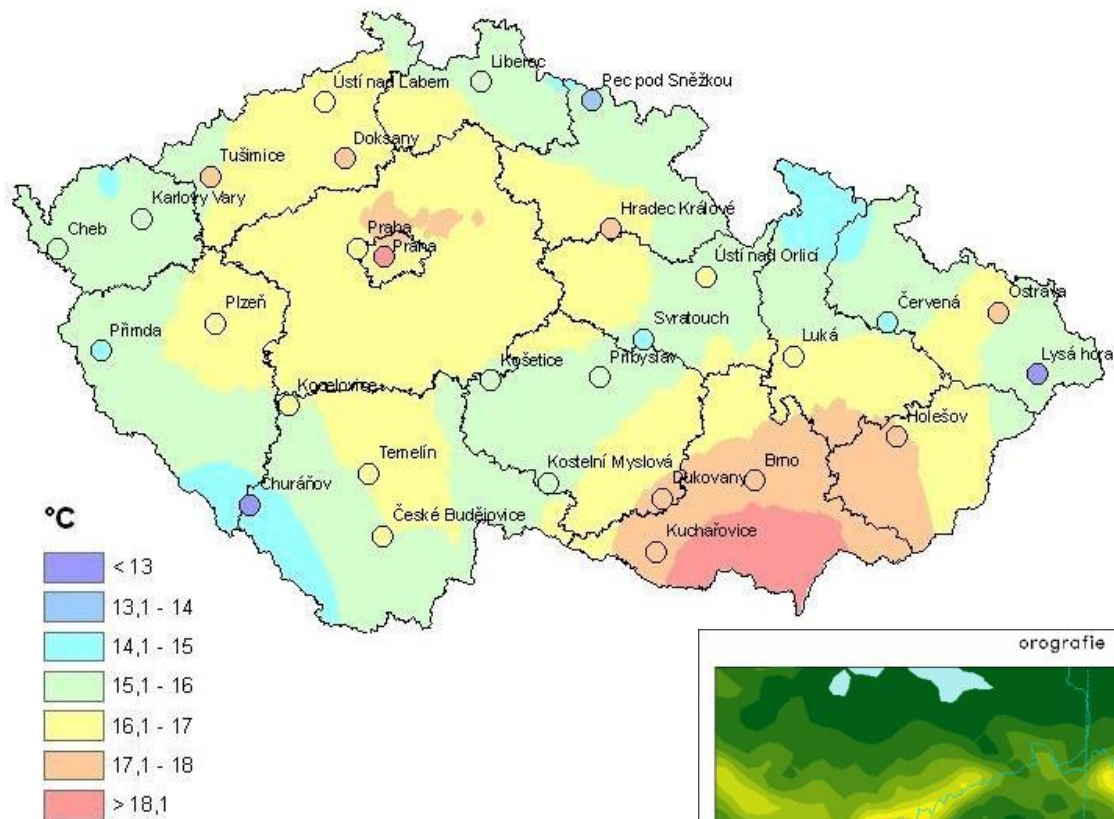 Liberec
Pec pod Sněžkou
Ústí nad Labem
Doksany
Tušimice
Karlovy Vary
Cheb
Hradec Králové
Praha
Praha
Ústí nad Orlicí
Plzeň
Přimda
Svratouch
Červená
Ostrava
Luká
Lysá hora
Košetice
Přibyslav
Kocelovice
Holešov
Temelín
Kostelní Myslová
Dukovany
Brno
Churáňov
České Budějovice
Kuchařovice
°C
< 13
13,1 - 14
14,1 - 15
15,1 - 16
16,1 - 17
17,1 - 18
> 18,1
orografie